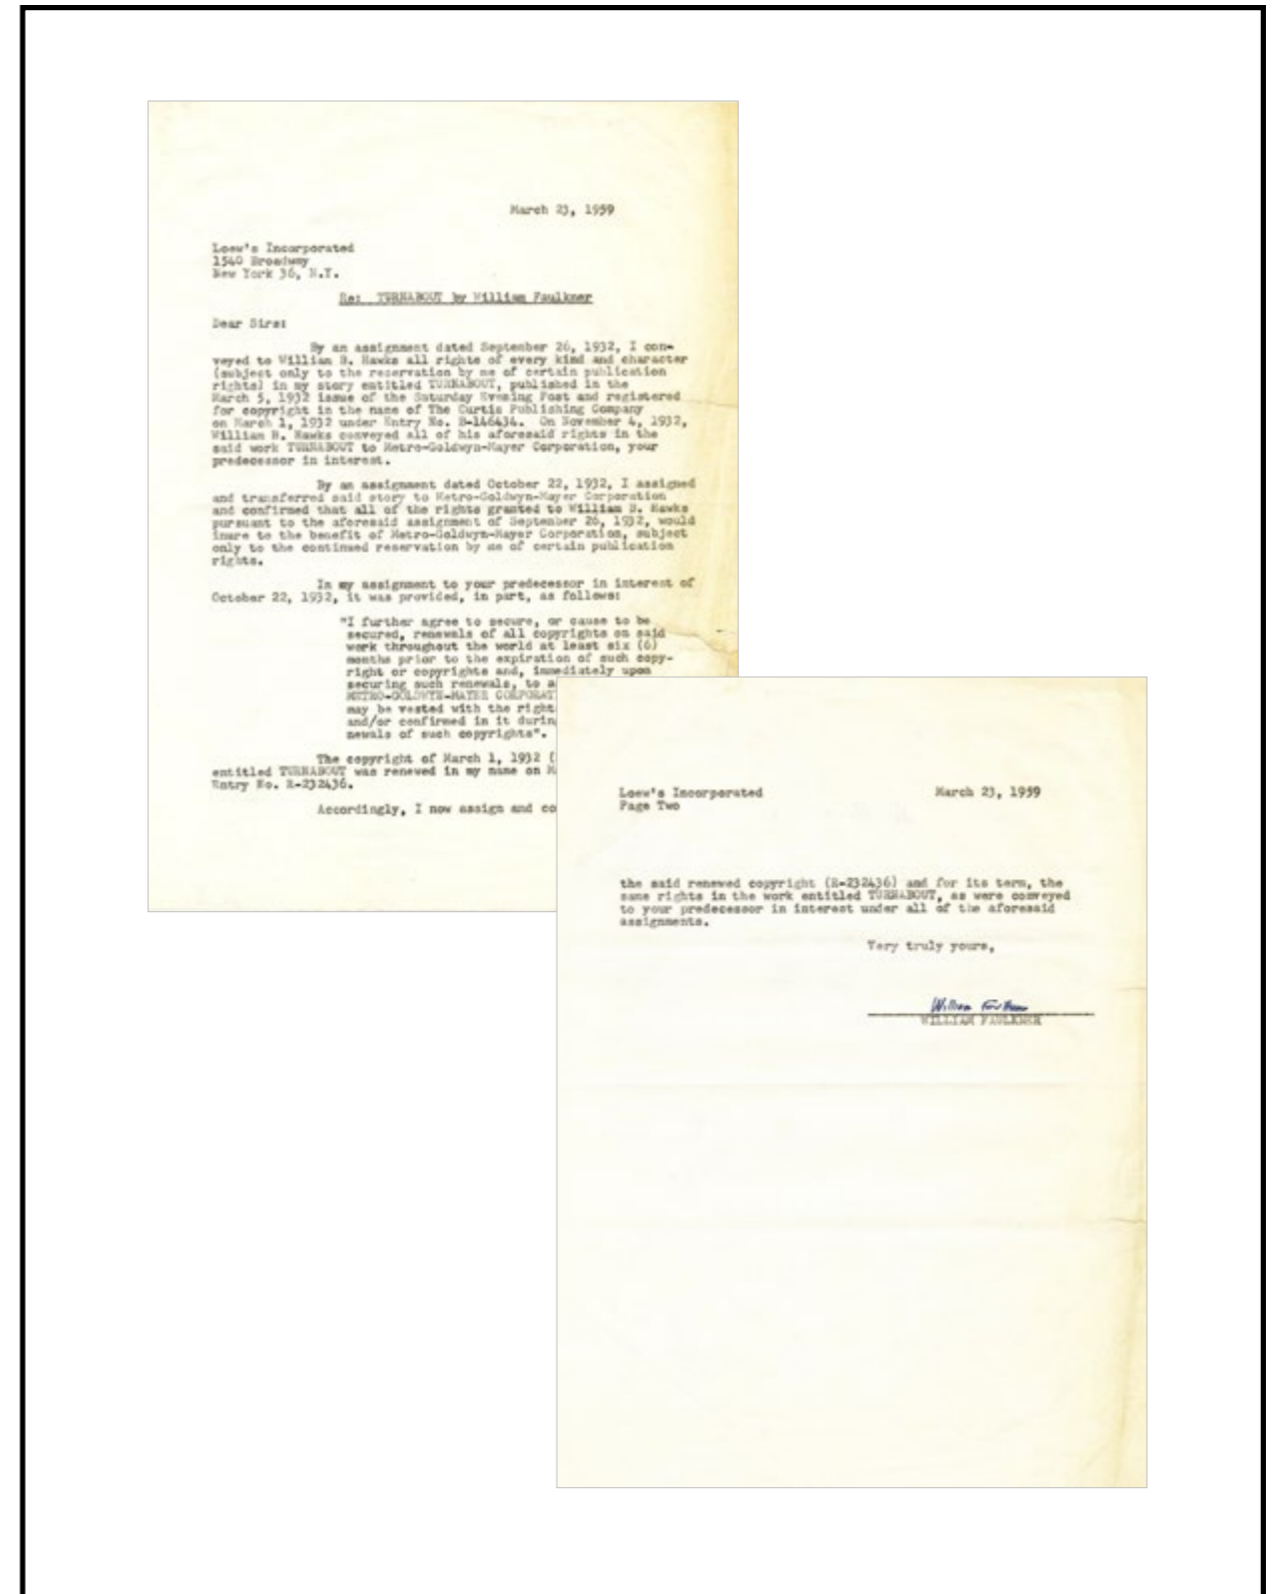 March 23, 1959
Loew's Incorporated
1540 Broadway
New York 36, N.Y.
Re: TURNABOUT by William Faulkner
Dear Sirs:
By an assignment dated September 26, 1932, I con-
veyed to William B. Hawks all rights of every kind and character
(subject only to the reservation by me of certain publication
rights) in my story entitled TURNABOUT, published in the
March 5, 1932 issue of the Saturday Evening Post and registered
for copyright in the name of The Curtis Publishing Company
on March 1, 1932 under Entry No. B-146434. On November 4, 1932,
William B. Hawks conveyed all of his aforesaid rights in the
said work TURNABOUT to Metro-Goldwyn-Mayer Corporation, your
predecessor in interest.
By an assignment dated October 22, 1932, I assigned
and transferred said story to Metro-Goldwyn-Mayer Corporation
and confirmed that all of the rights granted to William B. Hawks
pursuant to the aforesaid assignment of September 26, 1932, would
inure to the benefit of Metro-Goldwyn-Mayer Corporation, subject
only to the continued reservation by me of certain publication
rights.
In my assignment to your predecessor in interest of
October 22, 1932, it was provided, in part, as follows:
"I further agree to secure, or cause to be
secured, renewals of all copyrights on said
work throughout the world at least six (6)
months prior to the expiration of such copy-
right or copyrights and, immediately upon
securing such renewals, to a
METRO-GOLDWYN-MAYER CORPORAT
may be vested with the right
and/or confirmed in it durin
newals of such copyrights".
The copyright of March 1, 1932 (
entitled TURNABOUT was renewed in my name on M
Entry No. R-232436.
Accordingly, I now assign and co
Loew's Incorporated March 23, 1959
Page Two
the said renewed copyright (R-232436) and for its term, the
same rights in the work entitled TURNABOUT, as were conveyed
to your predecessor in interest under all of the aforesaid
assignments.
Very truly yours,
William Faulkner
WILLIAM FAULKNER